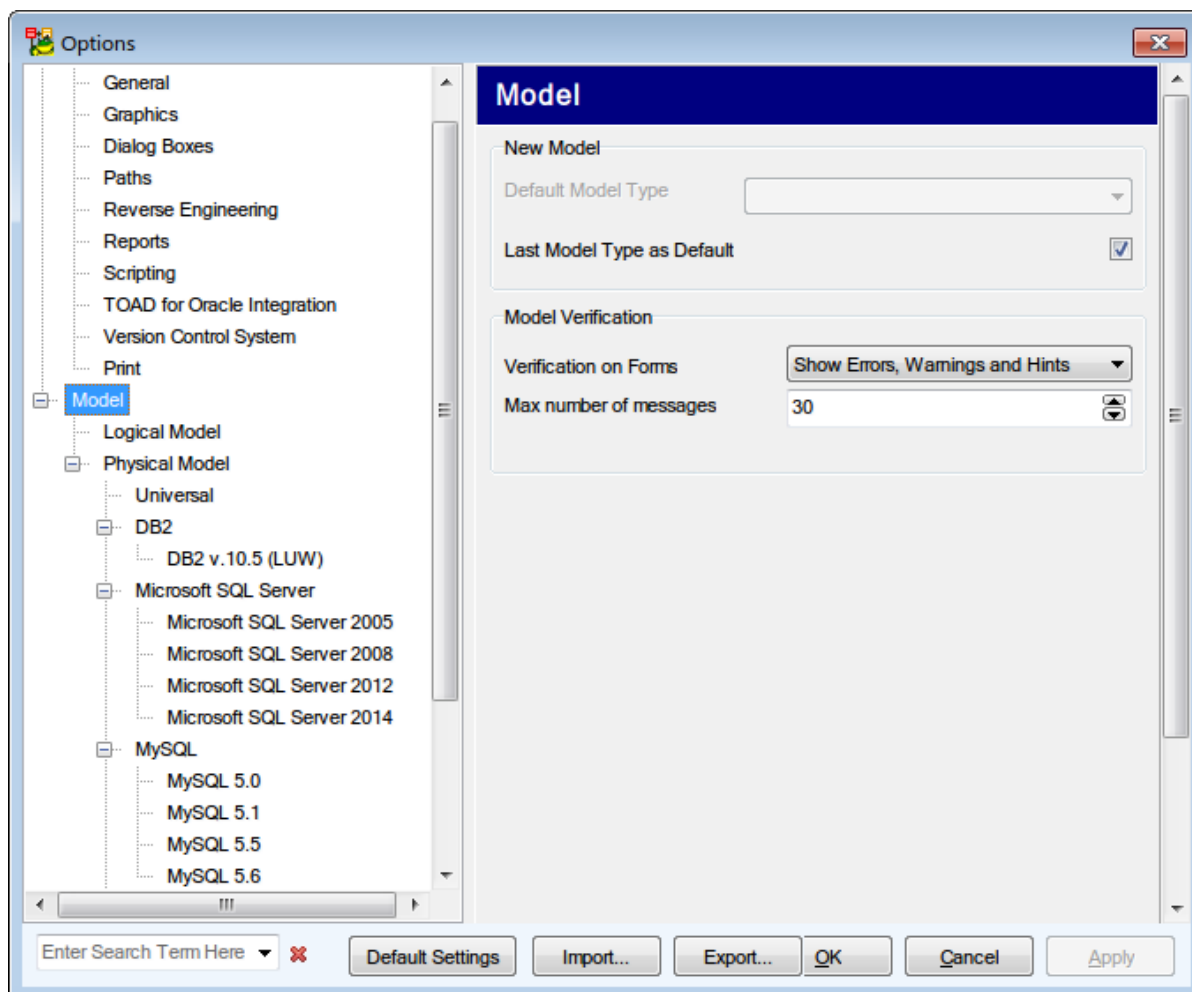 Options
General
Graphics
Dialog Boxes
Paths
Reverse Engineering
Reports
Scripting
TOAD for Oracle Integration
Version Control System
Print
Model
Logical Model
Physical Model
Universal
DB2
DB2 v.10.5 (LUW)
Microsoft SQL Server
Microsoft SQL Server 2005
Microsoft SQL Server 2008
Microsoft SQL Server 2012
Microsoft SQL Server 2014
MySQL
MySQL 5.0
MySQL 5.1
MySQL 5.5
MySQL 5.6
Model
New Model
Default Model Type
Last Model Type as Default
Model Verification
Verification on Forms Show Errors, Warnings and Hints
Max number of messages 30
Enter Search Term Here Default Settings Import... Export... OK Cancel Apply